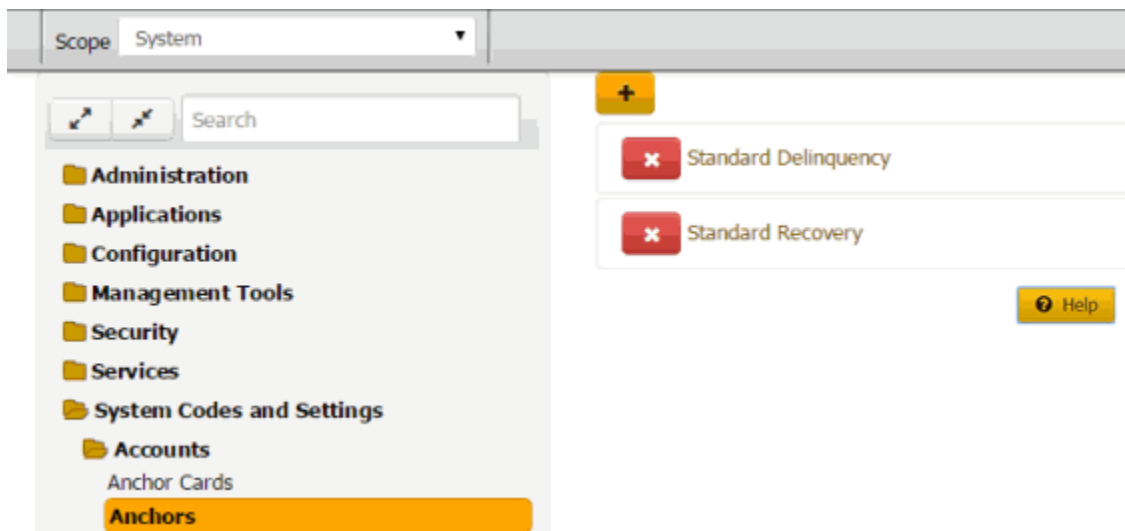 Scope System
Search
Administration
Applications
Configuration
Management Tools
Security
Services
System Codes and Settings
Accounts
Anchor Cards
Anchors
Standard Delinquency
Standard Recovery
Help